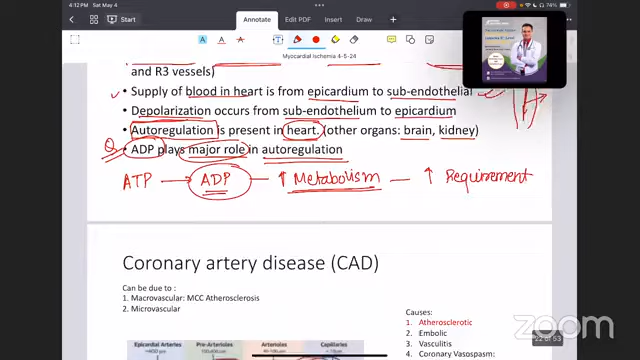 4:12 PM Sat May 4
74%
Start
Annotate
Edit PDF
Insert
Draw
Myocardial Ischemia 4-5-24
and R3 vessels)
Supply of blood in heart is from epicardium to sub-endothelial
Depolarization occurs from sub-endothelium to epicardium
Autoregulation is present in heart. (other organs: brain, kidney)
Q ADP plays major role in autoregulation
ATP → ADP — ↑ Metabolism — ↑ Requirement
Coronary artery disease (CAD)
Can be due to :
1. Macrovascular: MCC Atherosclerosis
2. Microvascular
Causes:
1. Atherosclerotic
2. Embolic
3. Vasculitis
4. Coronary Vasospasm:
Epicardial Arteries
Pre-Arterioles
Arterioles
Capillaries
zoom